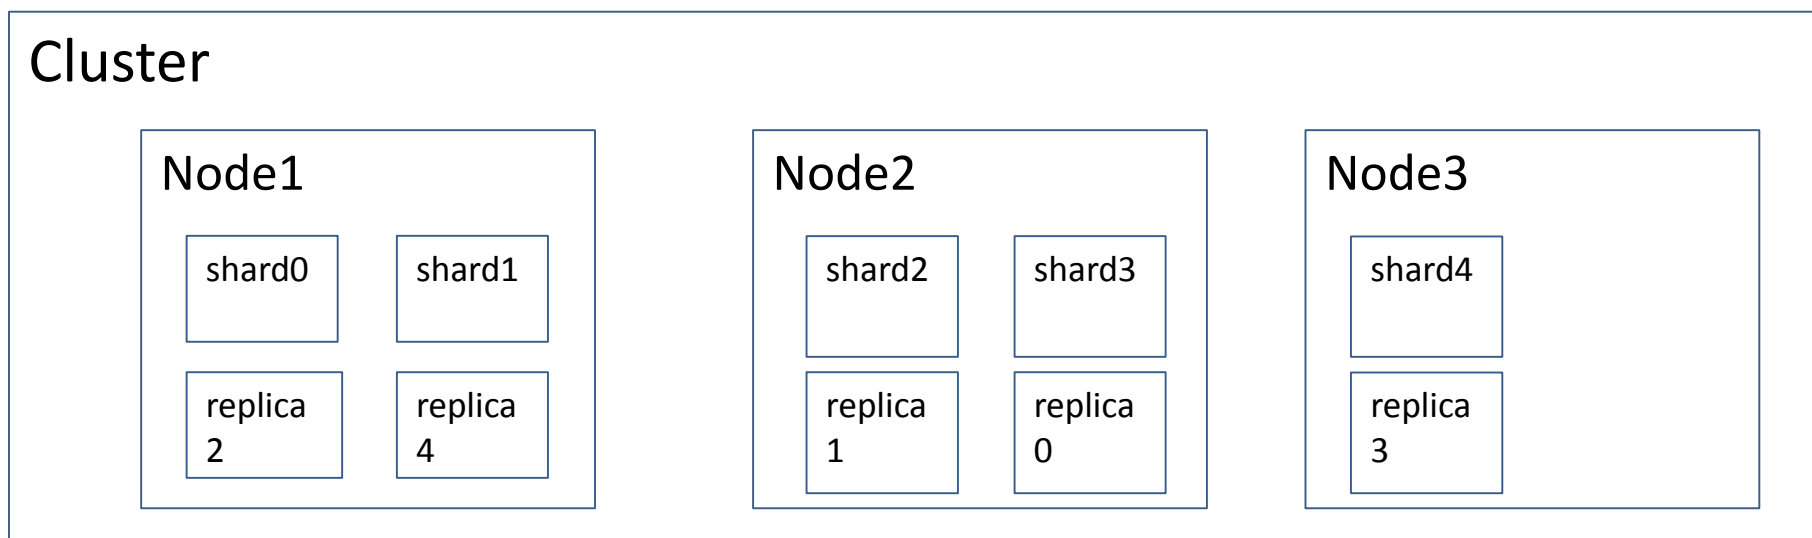 Cluster
Node1
shard0
shard1
replica
2
replica
4
Node2
shard2
shard3
replica
1
replica
0
Node3
shard4
replica
3